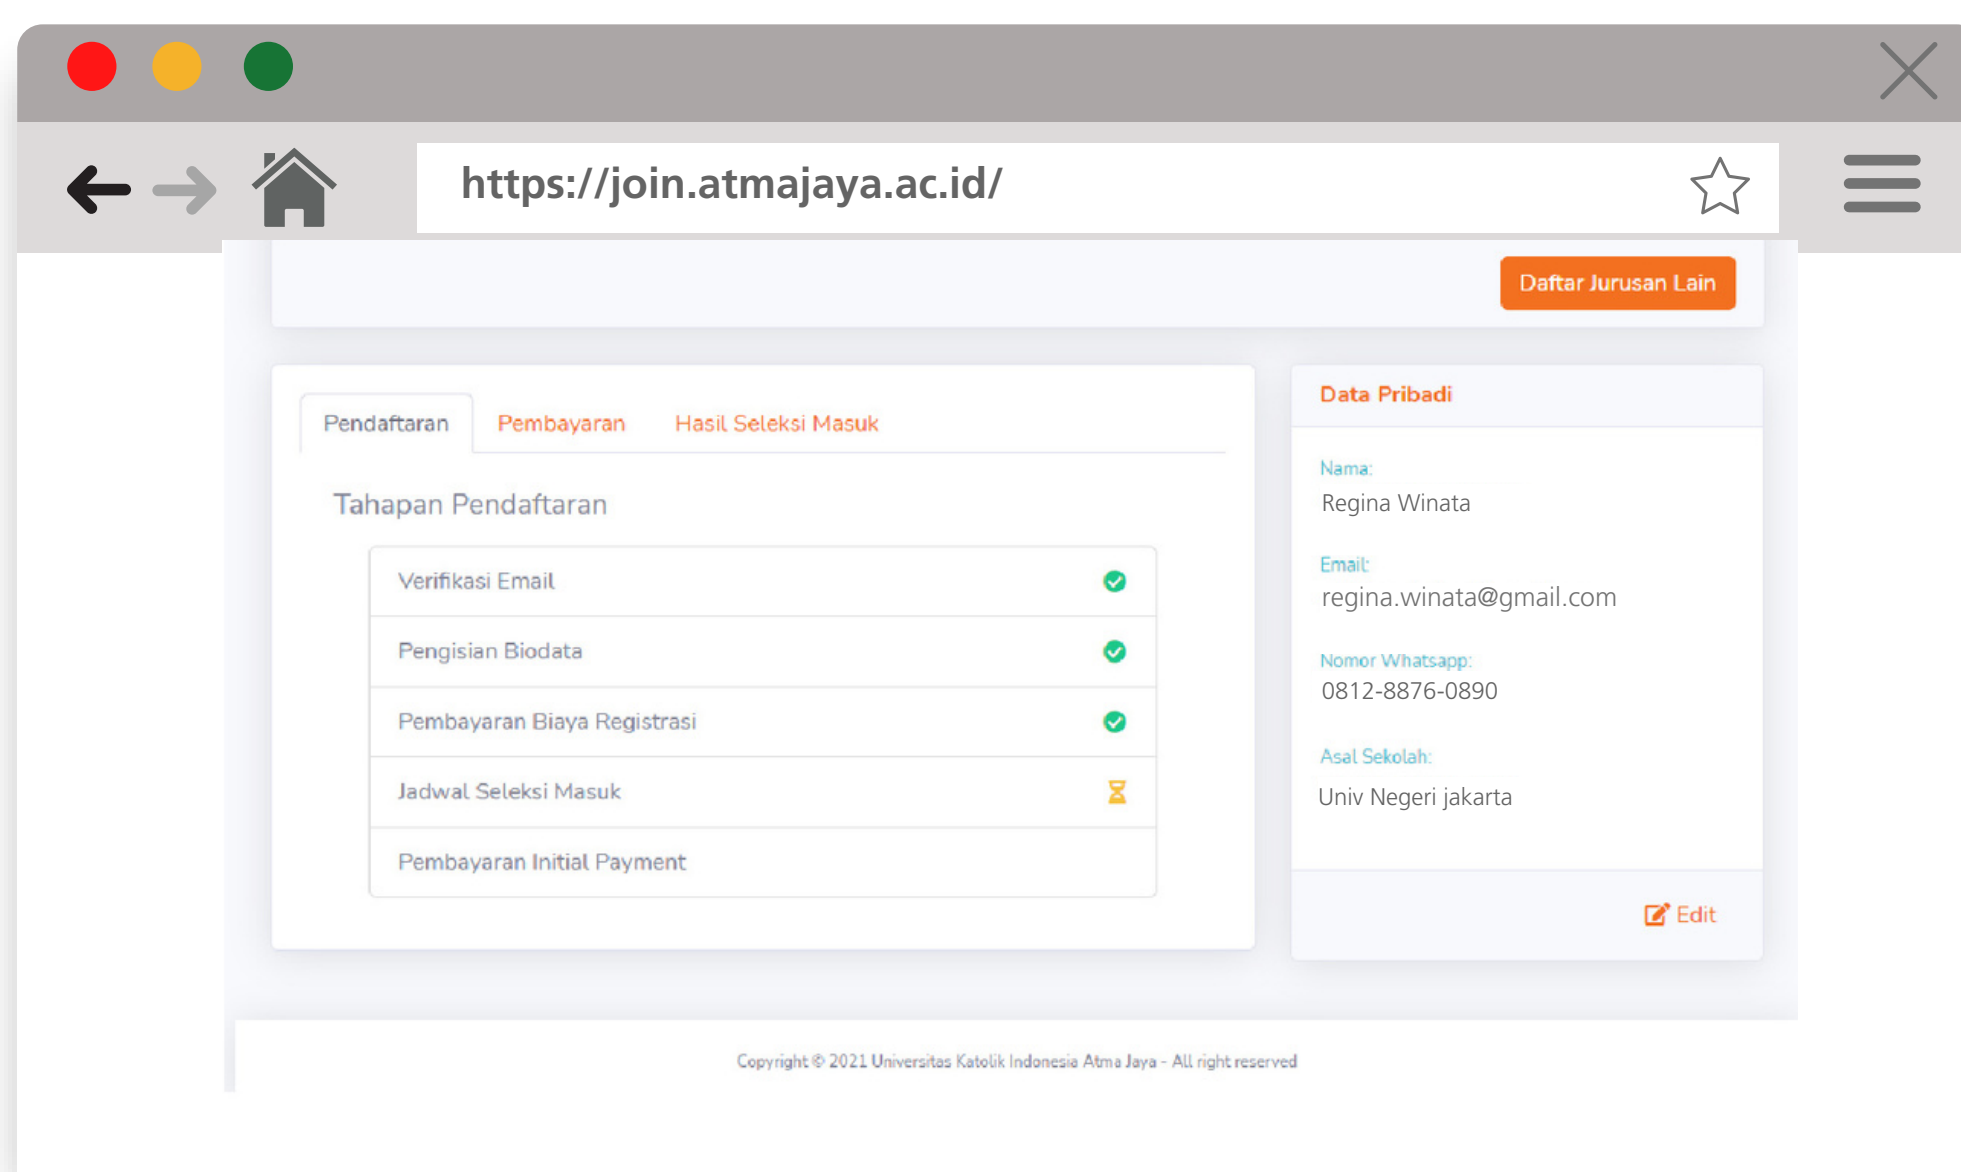 https://join.atmajaya.ac.id/
Daftar Jurusan Lain
Pendaftaran
Pembayaran
Hasil Seleksi Masuk
Tahapan Pendaftaran
Verifikasi Email
Pengisian Biodata
Pembayaran Biaya Registrasi
Jadwal Seleksi Masuk
Pembayaran Initial Payment
Data Pribadi
Nama:
Regina Winata
Email:
regina.winata@gmail.com
Nomor Whatsapp:
0812-8876-0890
Asal Sekolah:
Univ Negeri jakarta
Edit
Copyright © 2021 Universitas Katolik Indonesia Atma Jaya - All right reserved